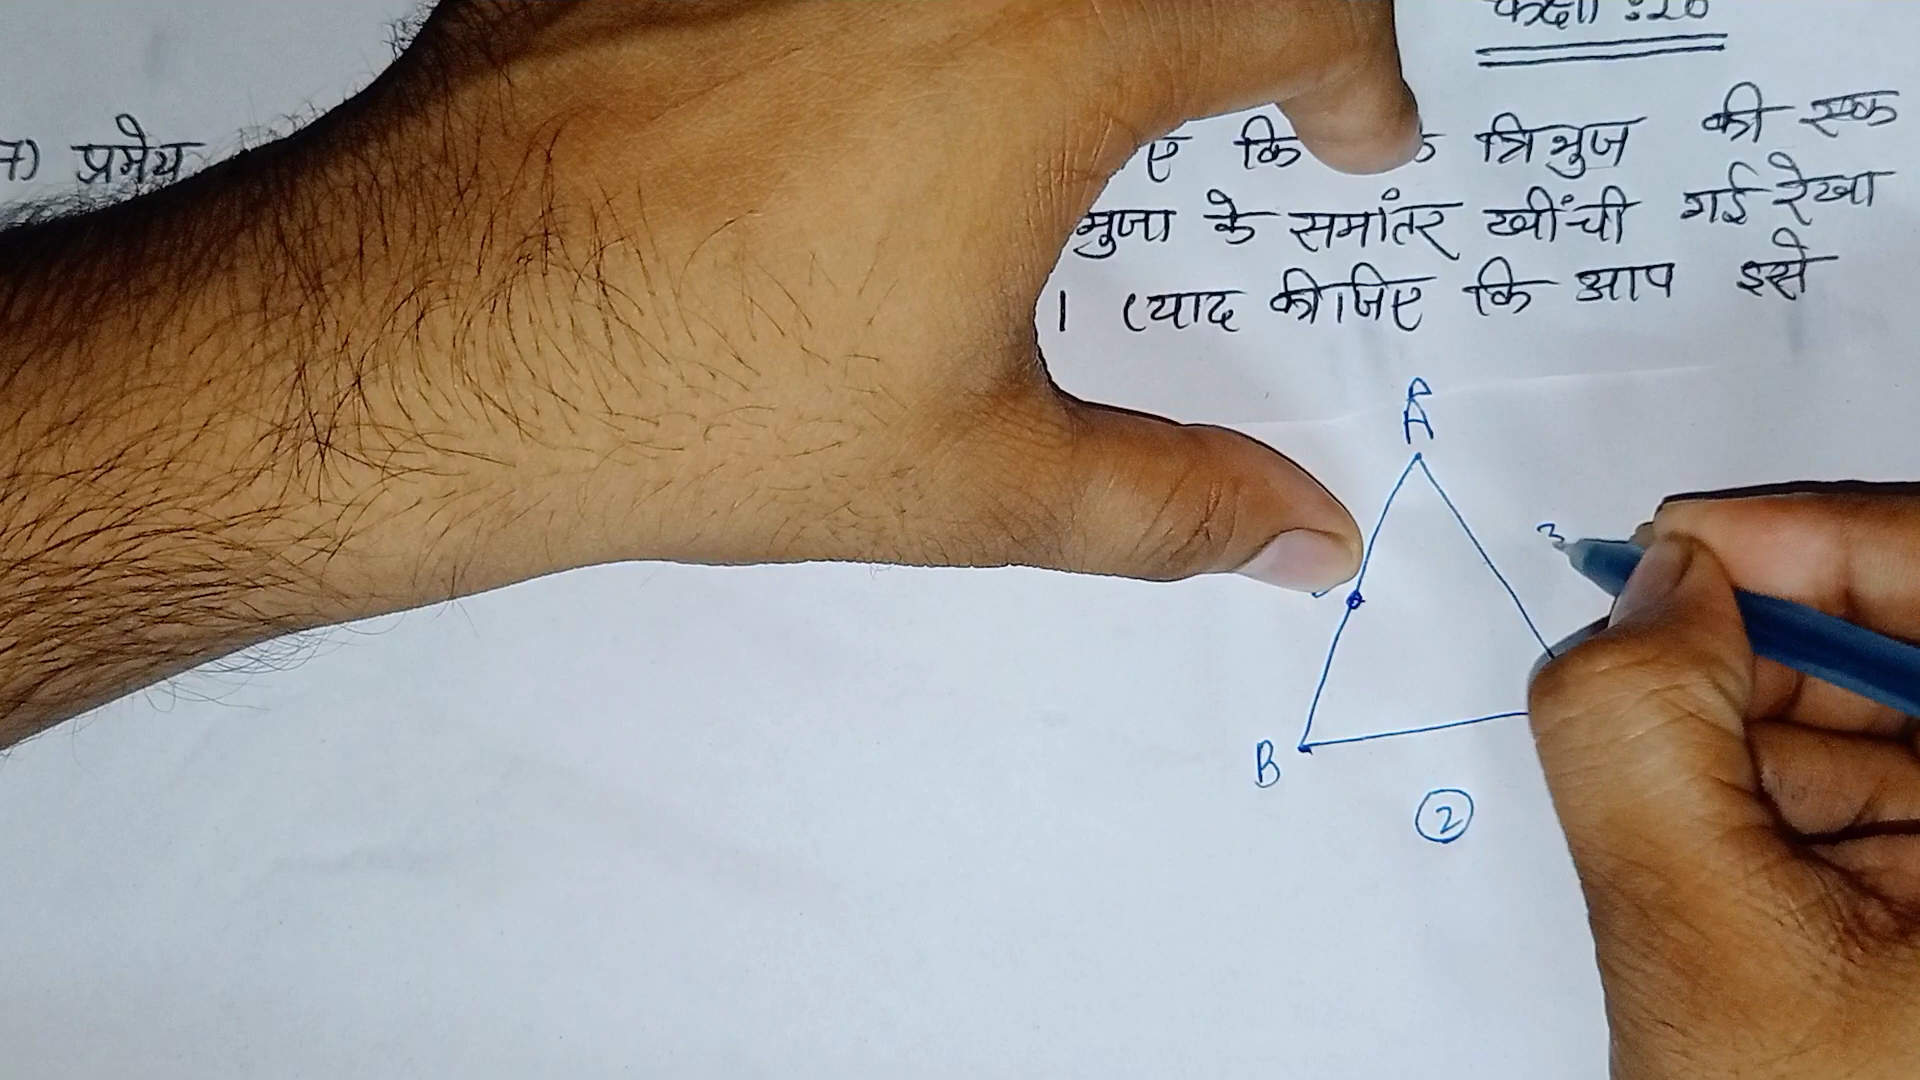 कक्षा :10
7) प्रमेय
ए कि त्रिभुज की एक
भुजा के समांतर खींची गई रेखा
। (याद कीजिए कि आप इसे
A
B
2